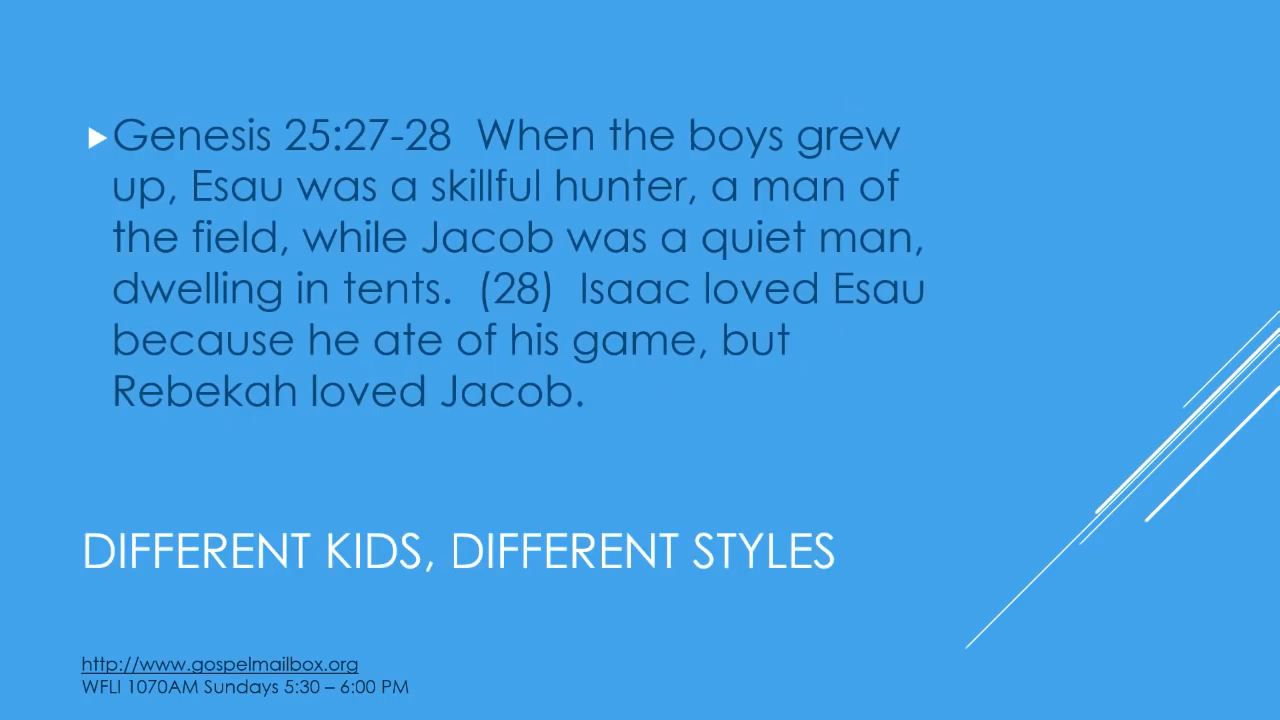 Genesis 25:27-28  When the boys grew
up, Esau was a skillful hunter, a man of
the field, while Jacob was a quiet man,
dwelling in tents.  (28)  Isaac loved Esau
because he ate of his game, but
Rebekah loved Jacob.
DIFFERENT KIDS, DIFFERENT STYLES
http://www.gospelmailbox.org
WFLI 1070AM Sundays 5:30 – 6:00 PM